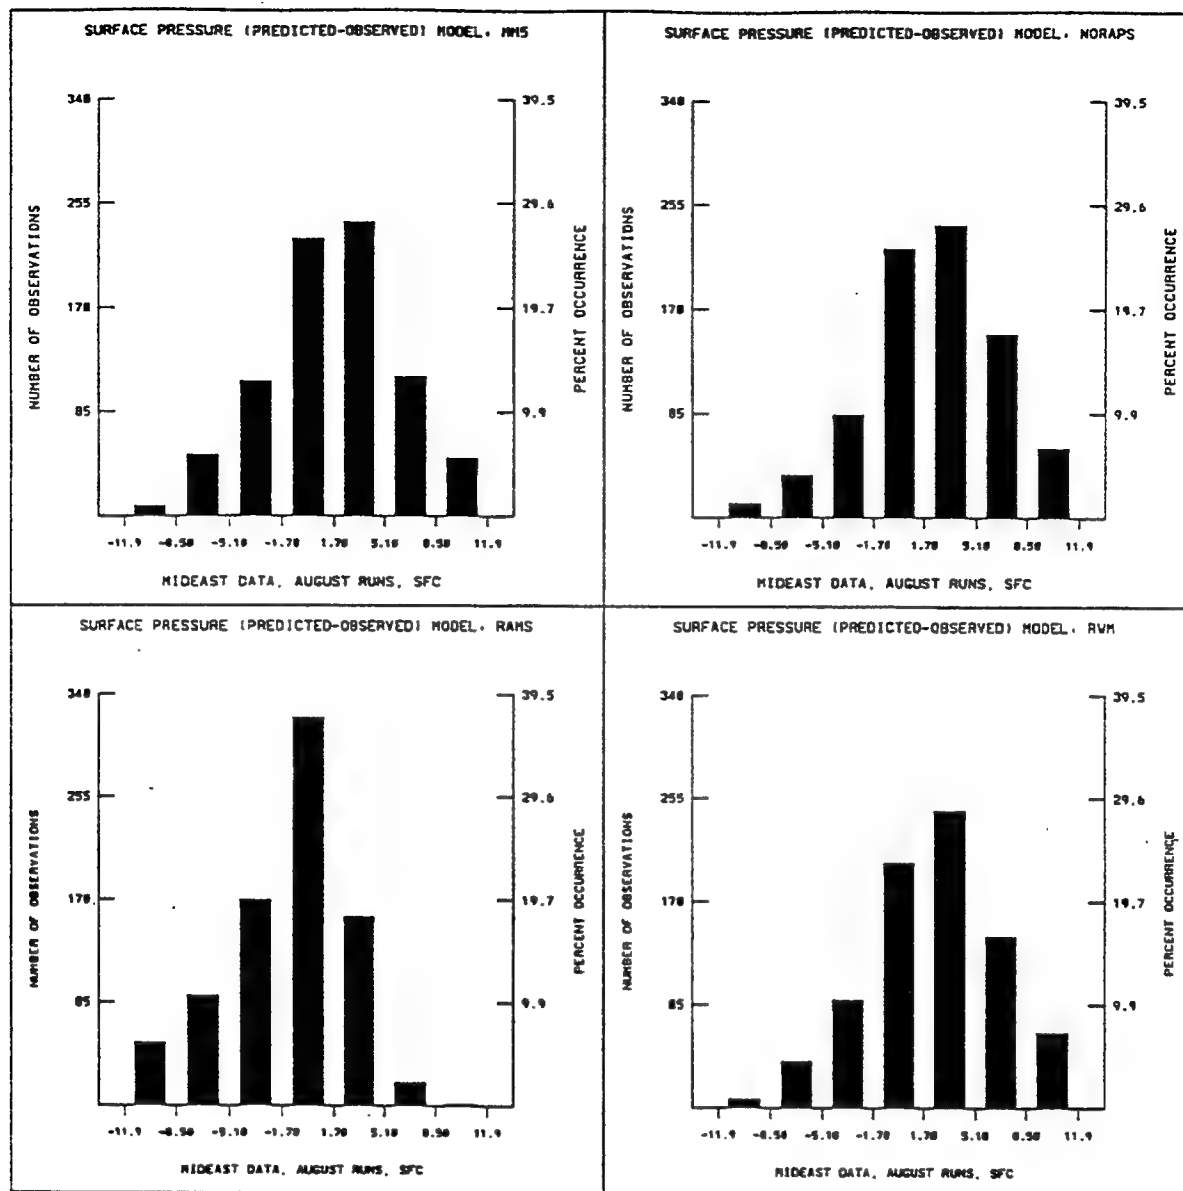 SURFACE PRESSURE (PREDICTED-OBSERVED) MODEL. MM5
340
255
170
85
39.5
29.6
19.7
9.9
NUMBER OF OBSERVATIONS
PERCENT OCCURRENCE
-11.9 -8.50 -5.10 -1.70 1.70 5.10 8.50 11.9
MIDEAST DATA, AUGUST RUNS, SFC
SURFACE PRESSURE (PREDICTED-OBSERVED) MODEL. NORAPS
340
255
170
85
39.5
29.6
19.7
9.9
NUMBER OF OBSERVATIONS
PERCENT OCCURRENCE
-11.9 -8.50 -5.10 -1.70 1.70 5.10 8.50 11.9
MIDEAST DATA, AUGUST RUNS, SFC
SURFACE PRESSURE (PREDICTED-OBSERVED) MODEL. RAMS
340
255
170
85
39.5
29.6
19.7
9.9
NUMBER OF OBSERVATIONS
PERCENT OCCURRENCE
-11.9 -8.50 -5.10 -1.70 1.70 5.10 8.50 11.9
MIDEAST DATA, AUGUST RUNS, SFC
SURFACE PRESSURE (PREDICTED-OBSERVED) MODEL. RWM
340
255
170
85
39.5
29.6
19.7
9.9
NUMBER OF OBSERVATIONS
PERCENT OCCURRENCE
-11.9 -8.50 -5.10 -1.70 1.70 5.10 8.50 11.9
MIDEAST DATA, AUGUST RUNS, SFC